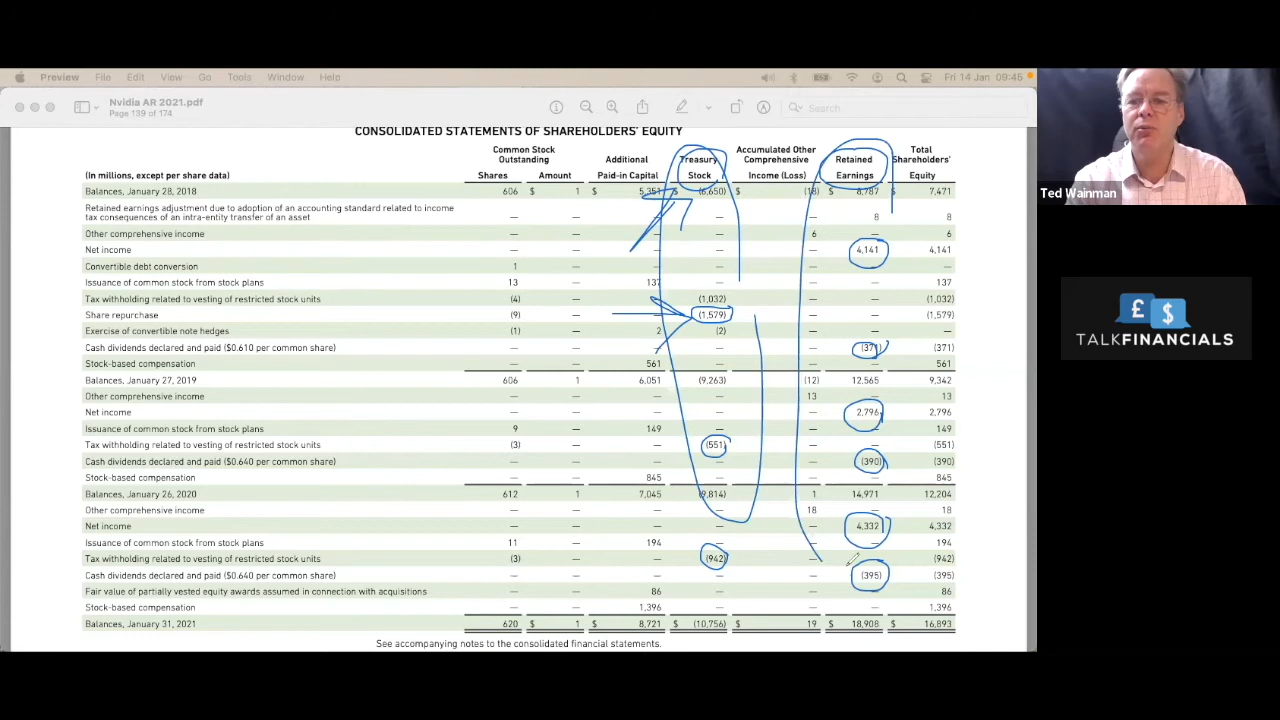 Preview File Edit View Go Tools Window Help Fri 14 Jan 09:45
Nvidia AR 2021.pdf
Page 139 of 174
Search
CONSOLIDATED STATEMENTS OF SHAREHOLDERS' EQUITY
Common Stock Accumulated Other Total
Outstanding Additional Treasury Comprehensive Retained Shareholders'
(In millions, except per share data) Shares Amount Paid-in Capital Stock Income (Loss) Earnings Equity
Balances, January 28, 2018 606 $ 1 $ 5,351 $ (6,650) $ (18) $ 8,787 $ 7,471
Retained earnings adjustment due to adoption of an accounting standard related to income
tax consequences of an intra-entity transfer of an asset — — — — — 8 8
Other comprehensive income — — — — 6 — 6
Net income — — — — — 4,141 4,141
Convertible debt conversion 1 — — — — — —
Issuance of common stock from stock plans 13 — 137 — — — 137
Tax withholding related to vesting of restricted stock units (4) — — (1,032) — — (1,032)
Share repurchase (9) — — (1,579) — — (1,579)
Exercise of convertible note hedges (1) — 2 (2) — — —
Cash dividends declared and paid ($0.610 per common share) — — — — — (371) (371)
Stock-based compensation — — 561 — — — 561
Balances, January 27, 2019 606 1 6,051 (9,263) (12) 12,565 9,342
Other comprehensive income — — — — 13 — 13
Net income — — — — — 2,796 2,796
Issuance of common stock from stock plans 9 — 149 — — — 149
Tax withholding related to vesting of restricted stock units (3) — — (551) — — (551)
Cash dividends declared and paid ($0.640 per common share) — — — — — (390) (390)
Stock-based compensation — — 845 — — — 845
Balances, January 26, 2020 612 1 7,045 (9,814) 1 14,971 12,204
Other comprehensive income — — — — 18 — 18
Net income — — — — — 4,332 4,332
Issuance of common stock from stock plans 11 — 194 — — — 194
Tax withholding related to vesting of restricted stock units (3) — — (942) — — (942)
Cash dividends declared and paid ($0.640 per common share) — — — — — (395) (395)
Fair value of partially vested equity awards assumed in connection with acquisitions — — 86 — — — 86
Stock-based compensation — — 1,396 — — — 1,396
Balances, January 31, 2021 620 $ 1 $ 8,721 $ (10,756) $ 19 $ 18,908 $ 16,893
See accompanying notes to the consolidated financial statements.
Ted Wainman
£ $
TALKFINANCIALS